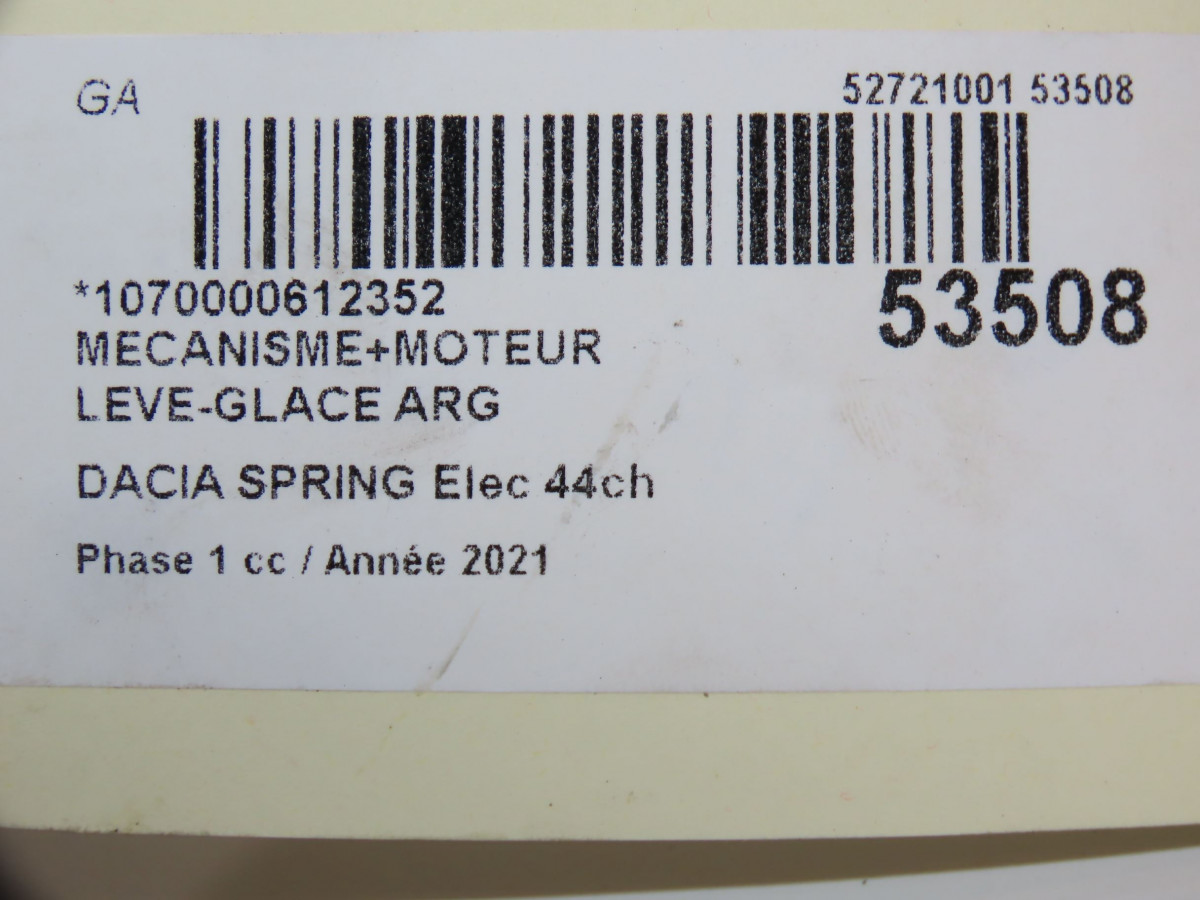 GA
52721001 53508
*1070000612352
53508
MECANISME+MOTEUR
LEVE-GLACE ARG
DACIA SPRING Elec 44ch
Phase 1 cc / Année 2021